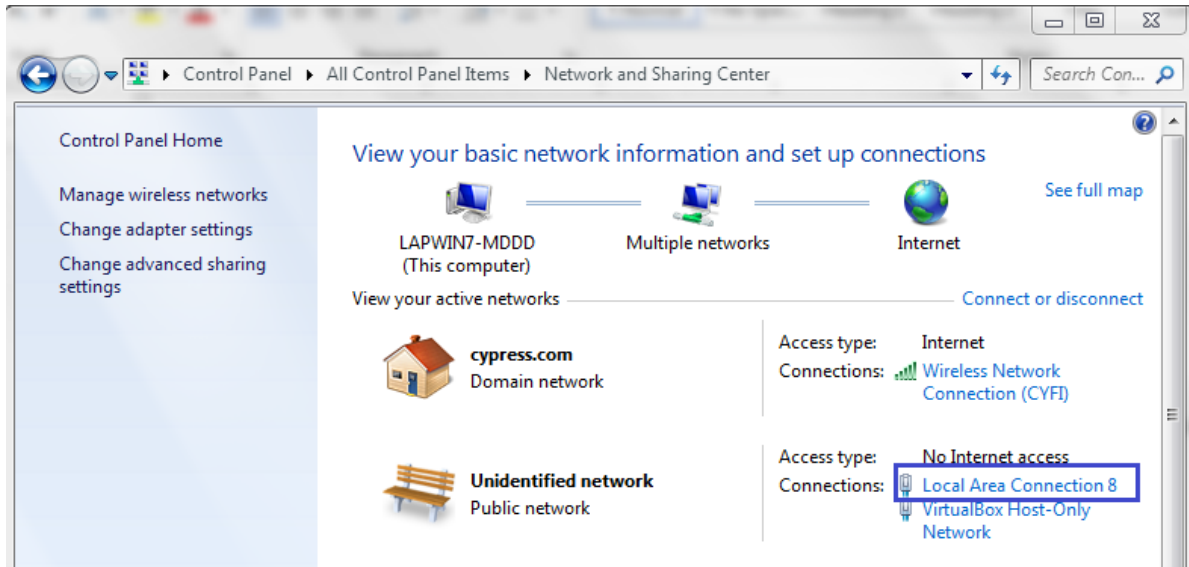 Control Panel
All Control Panel Items
Network and Sharing Center
Search Con...
Control Panel Home
Manage wireless networks
Change adapter settings
Change advanced sharing
settings
View your basic network information and set up connections
See full map
LAPWIN7-MDDD
(This computer)
Multiple networks
Internet
View your active networks
Connect or disconnect
cypress.com
Domain network
Access type: Internet
Connections: Wireless Network
Connection (CYFI)
Unidentified network
Public network
Access type: No Internet access
Connections: Local Area Connection 8
VirtualBox Host-Only
Network